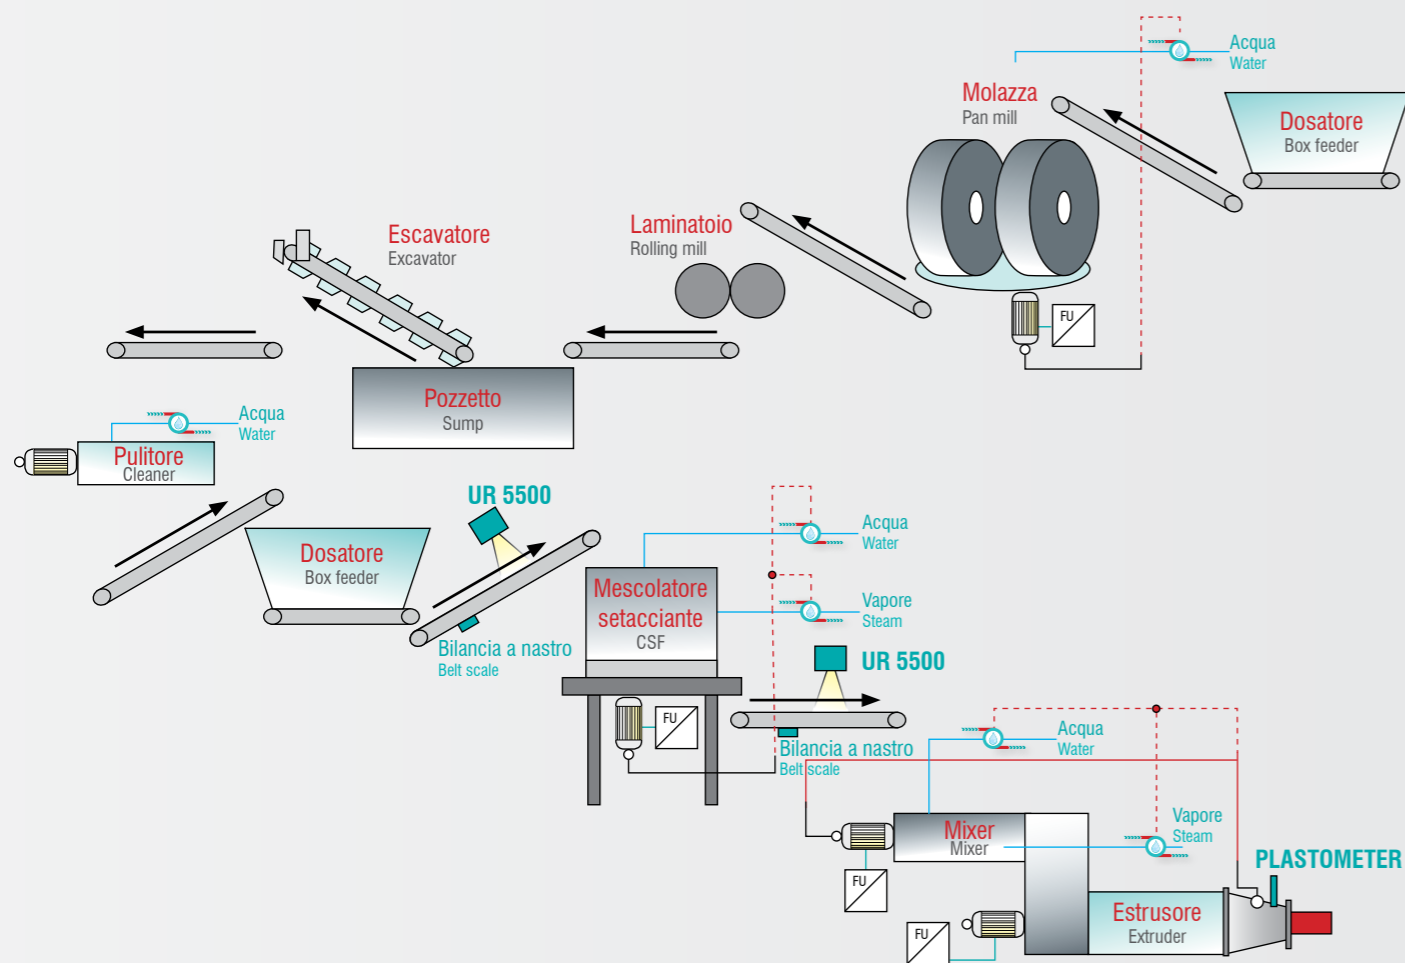 Acqua
Water
Molazza
Pan mill
Dosatore
Box feeder
Escavatore
Excavator
Laminatoio
Rolling mill
FU
Pozzetto
Sump
Acqua
Water
Pulitore
Cleaner
UR 5500
Dosatore
Box feeder
Bilancia a nastro
Belt scale
Acqua
Water
Mescolatore
setacciante
CSF
Vapore
Steam
UR 5500
FU
Bilancia a nastro
Belt scale
Acqua
Water
Mixer
Mixer
Vapore
Steam
FU
PLASTOMETER
Estrusore
Extruder
FU